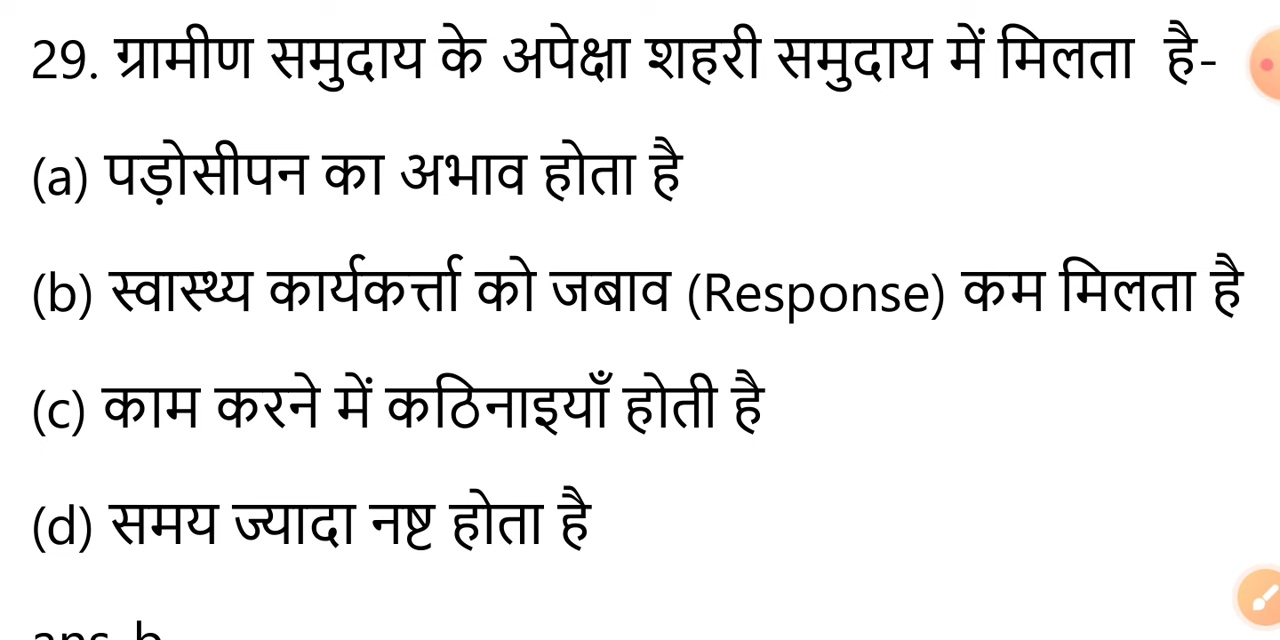 29. ग्रामीण समुदाय के अपेक्षा शहरी समुदाय में मिलता है-
(a) पड़ोसीपन का अभाव होता है
(b) स्वास्थ्य कार्यकर्त्ता को जबाव (Response) कम मिलता है
(c) काम करने में कठिनाइयाँ होती है
(d) समय ज्यादा नष्ट होता है
ans-b